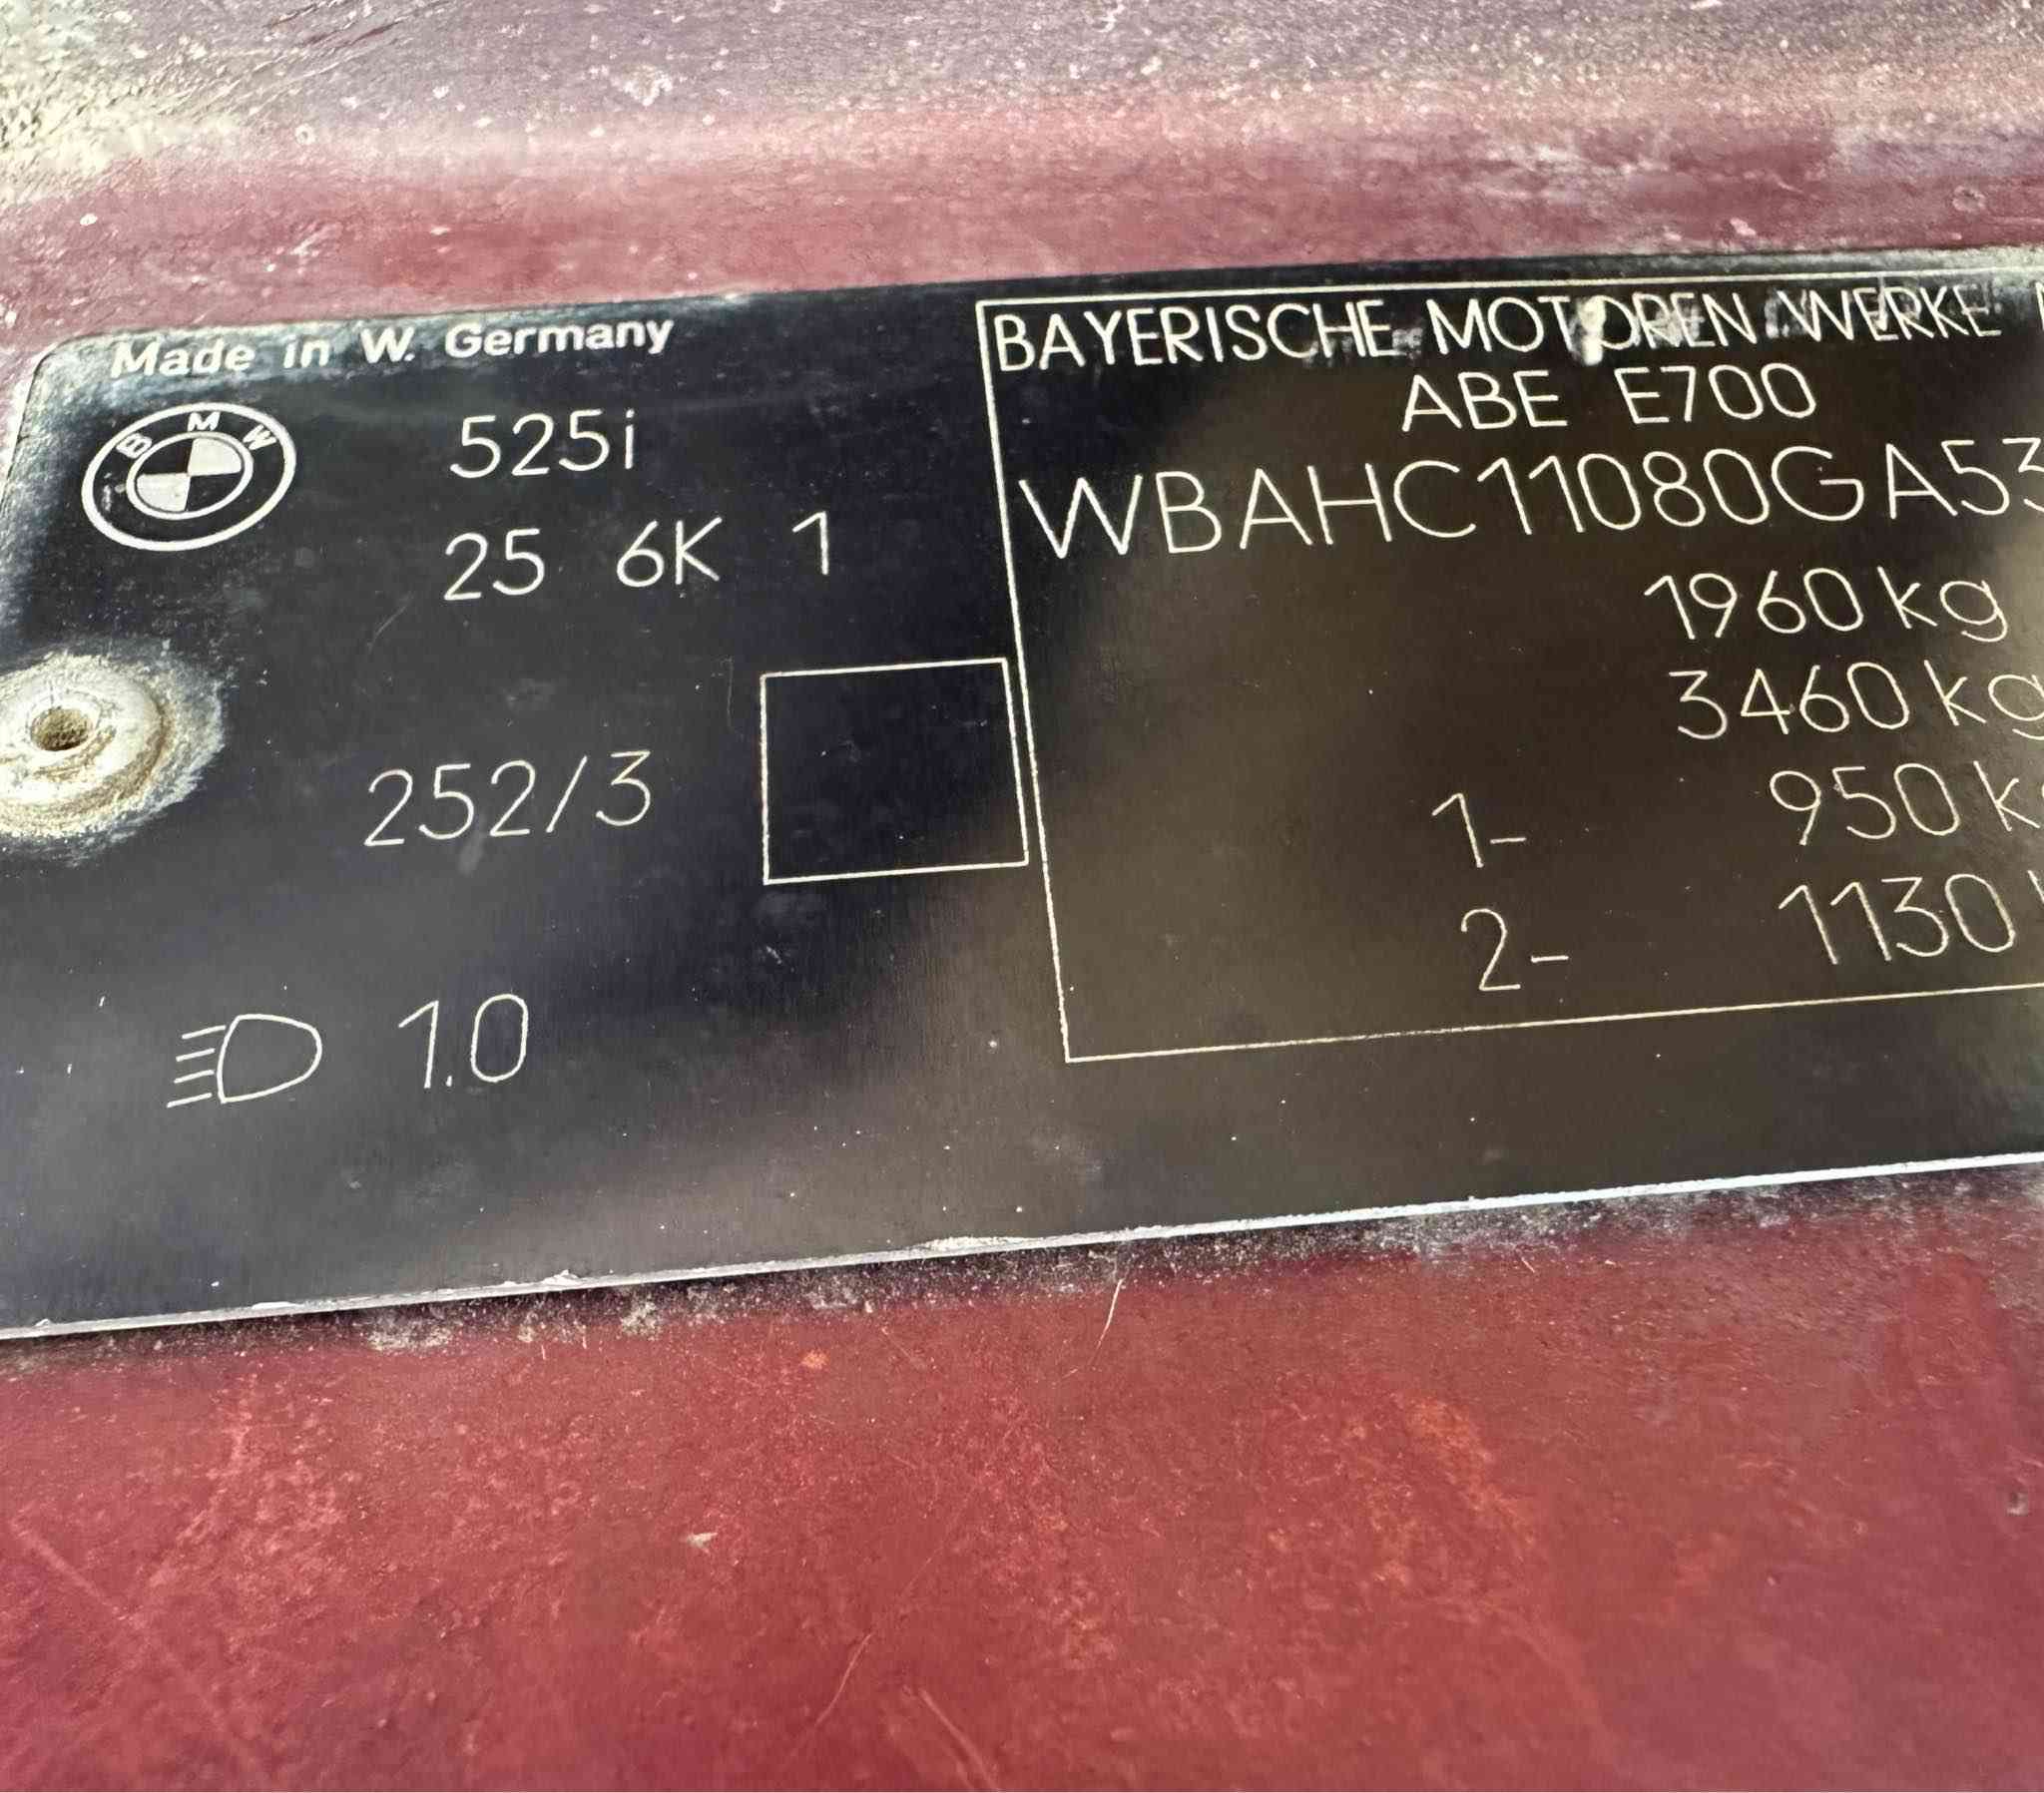 Made in W. Germany
BMW
525i
25 6K 1
252/3
1.0
BAYERISCHE MOTOREN WERKE
ABE E700
WBAHC11080GA53
1960 kg
3460 kg
1- 950 k
2- 1130